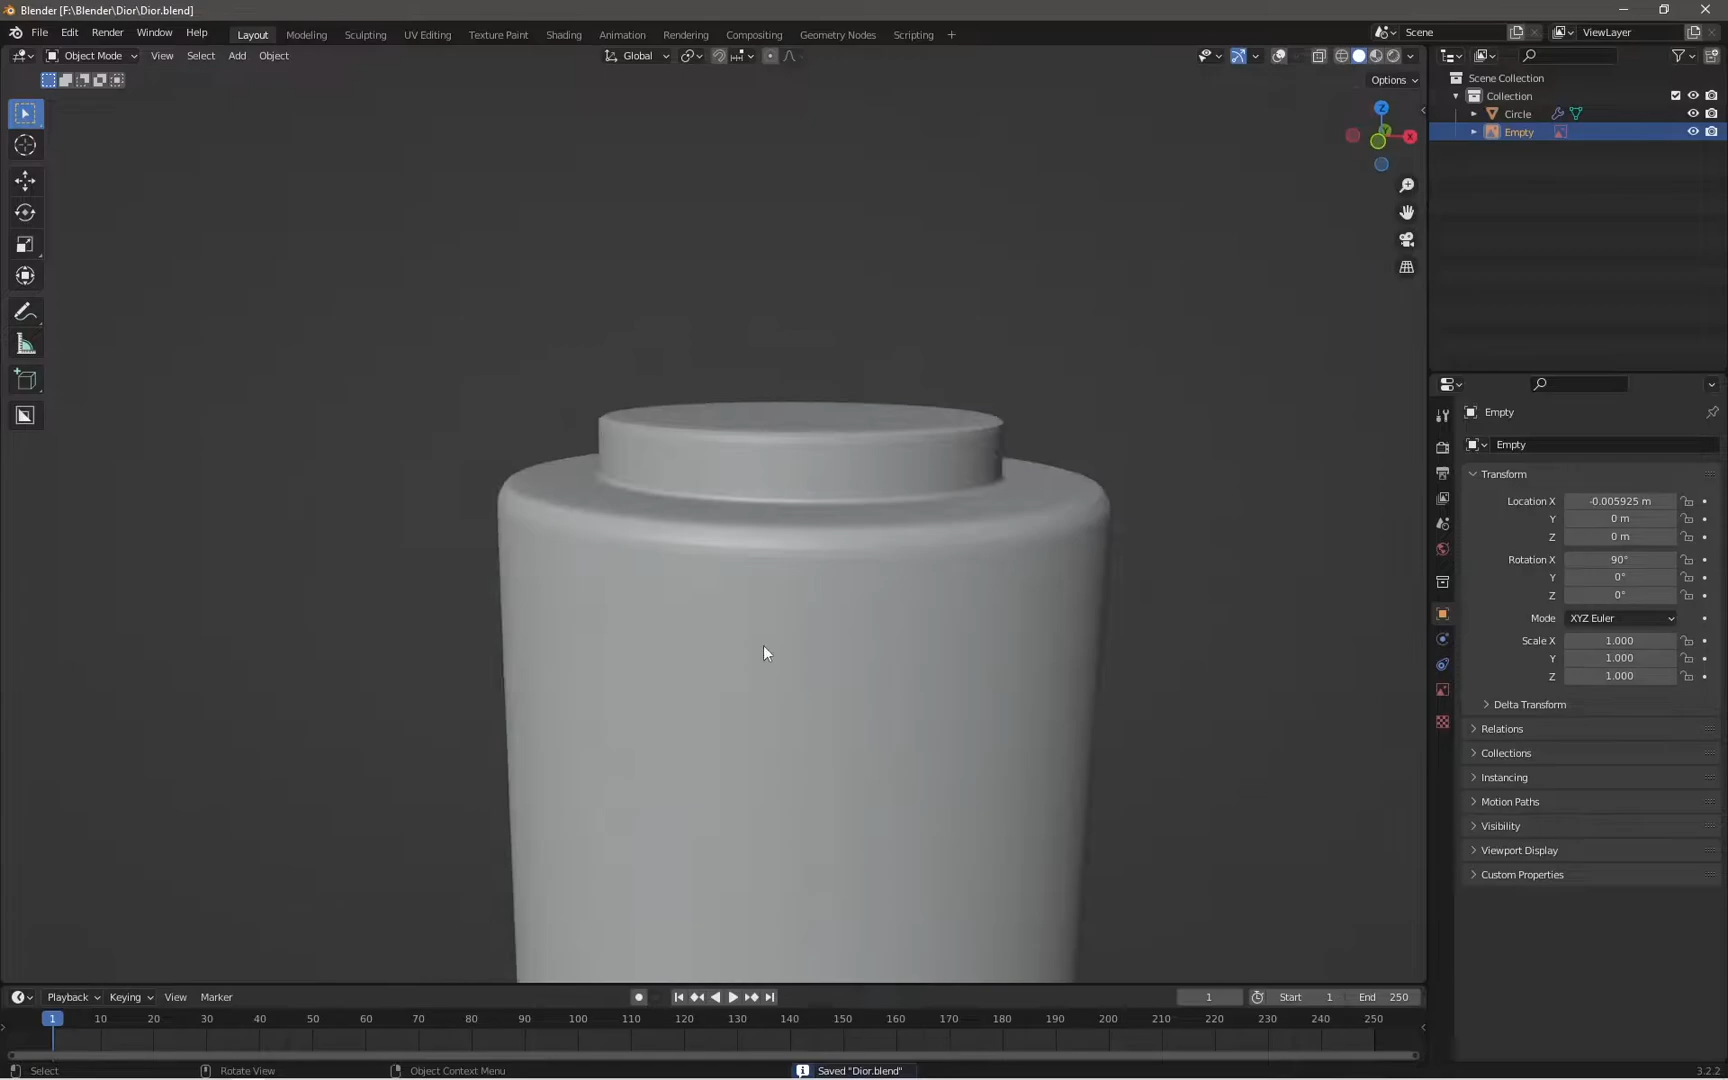 Blender [F:\Blender\Dior\Dior.blend]
File Edit Render Window Help
Layout Modeling Sculpting UV Editing Texture Paint Shading Animation Rendering Compositing Geometry Nodes Scripting +
Scene
ViewLayer
Object Mode View Select Add Object
Global
Options
Scene Collection
Collection
Circle
Empty
Z
Y
X
Empty
Empty
Transform
Location X -0.005925 m
Y 0 m
Z 0 m
Rotation X 90°
Y 0°
Z 0°
Mode XYZ Euler
Scale X 1.000
Y 1.000
Z 1.000
Delta Transform
Relations
Collections
Instancing
Motion Paths
Visibility
Viewport Display
Custom Properties
Playback Keying View Marker
1 Start 1 End 250
1 10 20 30 40 50 60 70 80 90 100 110 120 130 140 150 160 170 180 190 200 210 220 230 240 250
Select Rotate View Object Context Menu Saved "Dior.blend" 3.2.2